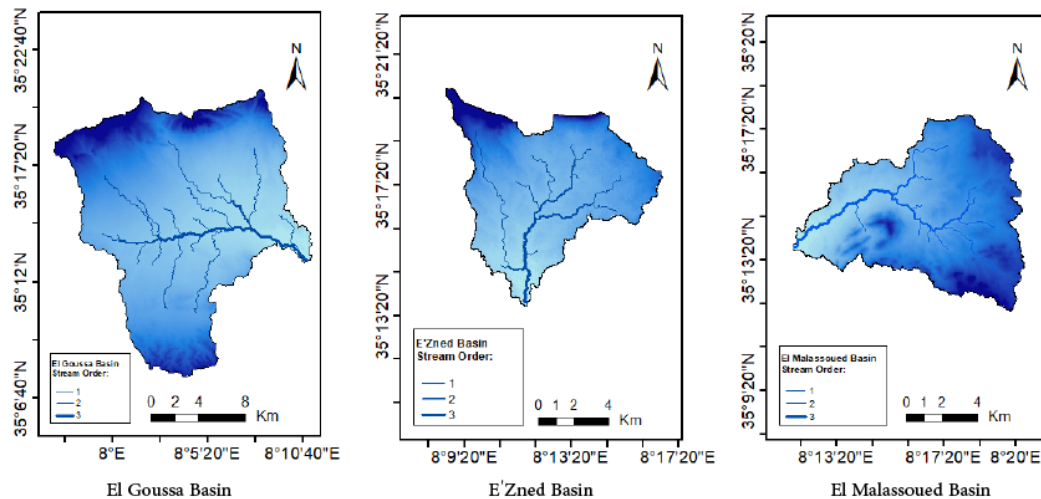 35°22'40"N
35°17'20"N
35°12'N
35°6'40"N
N
El Goussa Basin
Stream Order:
1
2
3
0 2 4 8
Km
8°E
8°5'20"E
8°10'40"E
El Goussa Basin
35°21'20"N
35°17'20"N
35°13'20"N
N
E'Zned Basin
Stream Order:
1
2
3
0 1 2 4
Km
8°9'20"E
8°13'20"E
8°17'20"E
E'Zned Basin
35°20'N
35°17'20"N
35°13'20"N
35°9'20"N
N
El Malassoued Basin
Stream Order:
1
2
3
0 1 2 4
Km
8°13'20"E
8°17'20"E
8°20'E
El Malassoued Basin